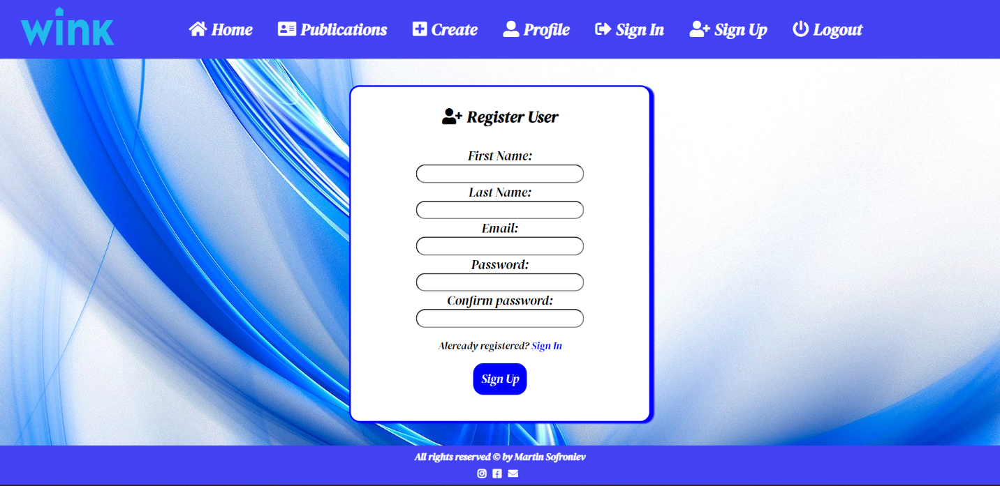 wink
Home Publications Create Profile Sign In Sign Up Logout
Register User
First Name:
Last Name:
Email:
Password:
Confirm password:
Aleready registered? Sign In
Sign Up
All rights reserved © by Martin Sofroniev